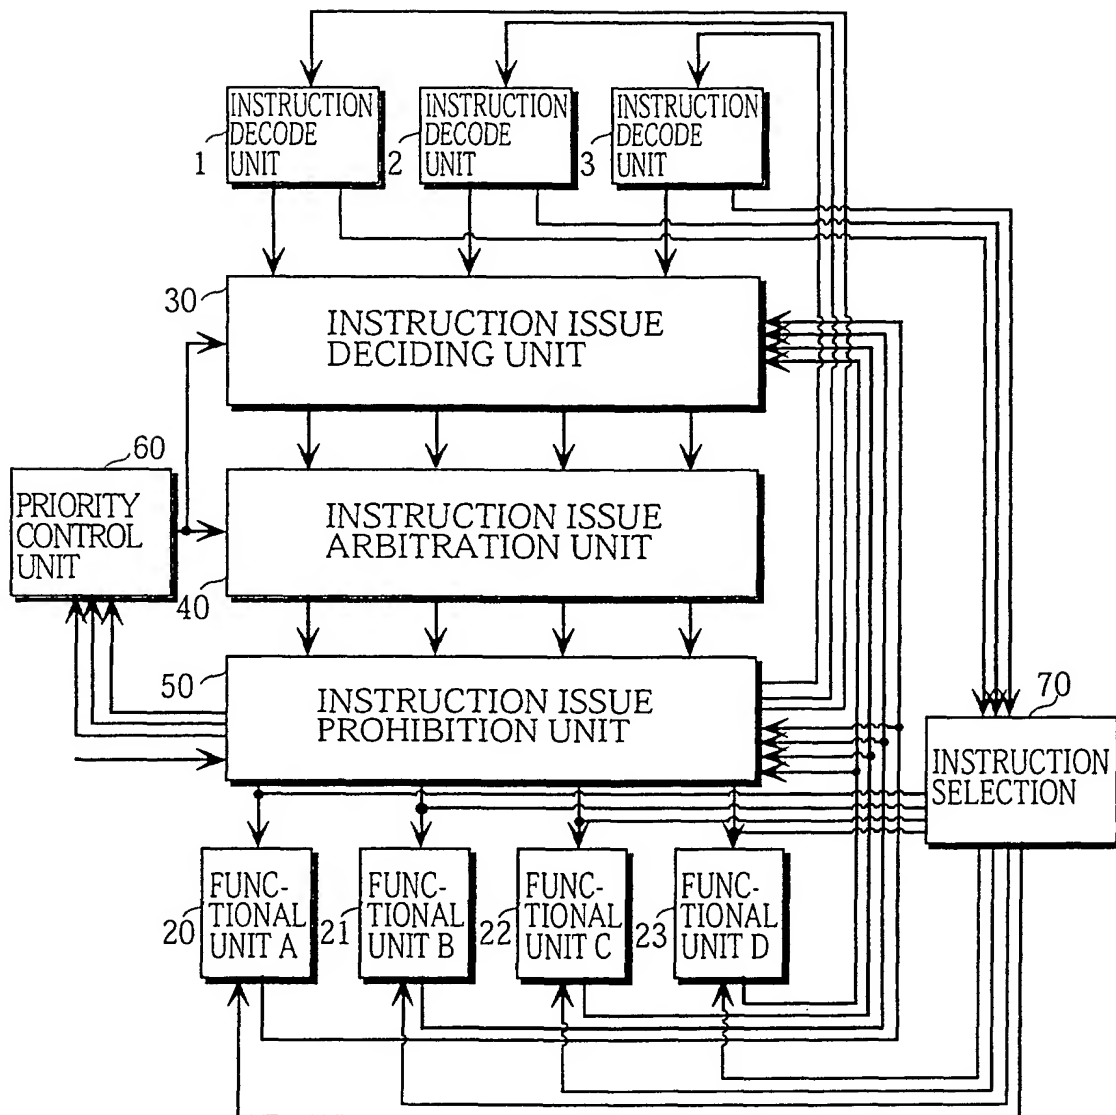 INSTRUCTION
DECODE
UNIT
1
INSTRUCTION
DECODE
UNIT
2
INSTRUCTION
DECODE
UNIT
3
30
INSTRUCTION ISSUE
DECIDING UNIT
60
PRIORITY
CONTROL
UNIT
INSTRUCTION ISSUE
ARBITRATION UNIT
40
50
INSTRUCTION ISSUE
PROHIBITION UNIT
70
INSTRUCTION
SELECTION
FUNC-
TIONAL
UNIT A
20
FUNC-
TIONAL
UNIT B
21
FUNC-
TIONAL
UNIT C
22
FUNC-
TIONAL
UNIT D
23